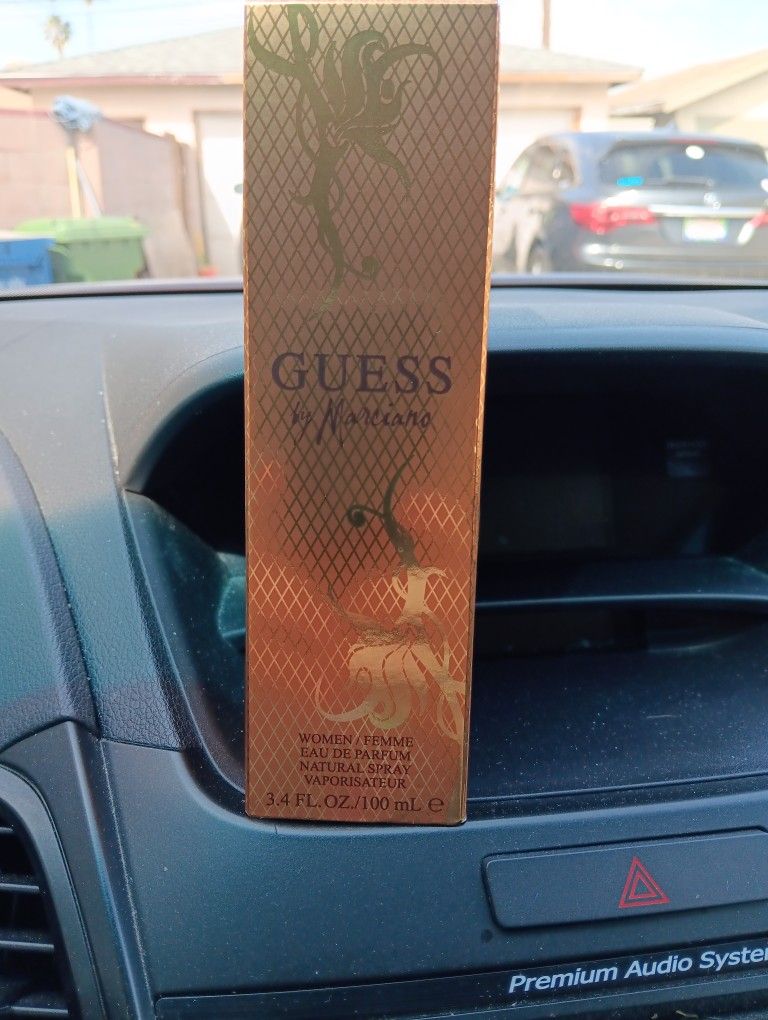 GUESS
by Marciano
WOMEN / FEMME
EAU DE PARFUM
NATURAL SPRAY
VAPORISATEUR
3.4 FL. OZ./100 mL ℮
Premium Audio System